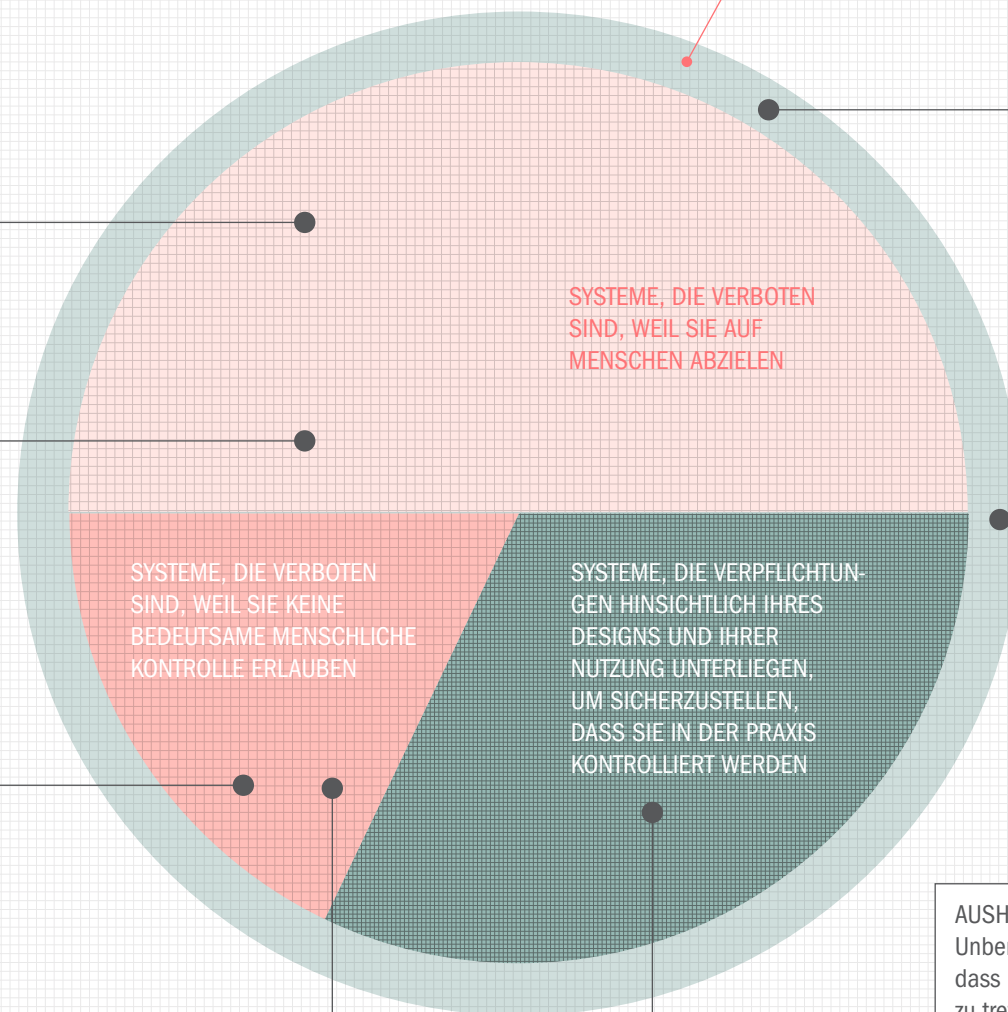 SYSTEME, DIE VERBOTEN
SIND, WEIL SIE AUF
MENSCHEN ABZIELEN
SYSTEME, DIE VERBOTEN
SIND, WEIL SIE KEINE
BEDEUTSAME MENSCHLICHE
KONTROLLE ERLAUBEN
SYSTEME, DIE VERPFLICHTUN-
GEN HINSICHTLICH IHRES
DESIGNS UND IHRER
NUTZUNG UNTERLIEGEN,
UM SICHERZUSTELLEN,
DASS SIE IN DER PRAXIS
KONTROLLIERT WERDEN
dass